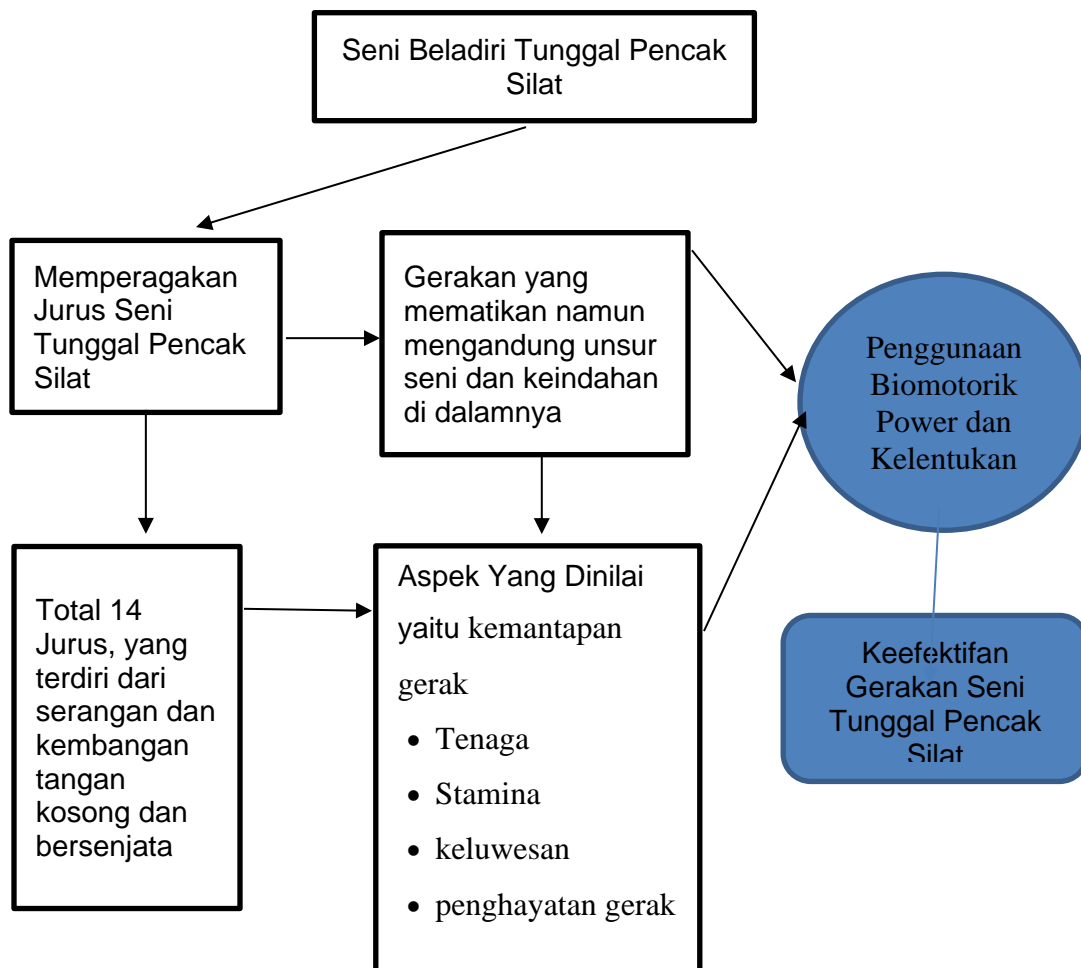 Seni Beladiri Tunggal Pencak
Silat
Memperagakan
Jurus Seni
Tunggal Pencak
Silat
Gerakan yang
mematikan namun
mengandung unsur
seni dan keindahan
di dalamnya
Penggunaan
Biomotorik
Power dan
Kelentukan
Total 14
Jurus, yang
terdiri dari
serangan dan
kembangan
tangan
kosong dan
bersenjata
Aspek Yang Dinilai
yaitu kemantapan
gerak
• Tenaga
• Stamina
• keluwesan
• penghayatan gerak
Keefektifan
Gerakan Seni
Tunggal Pencak
Silat